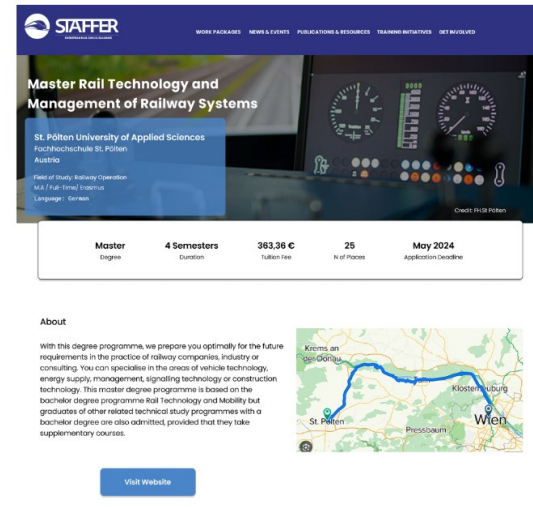 STAFFER
WORK PACKAGES NEWS & EVENTS PUBLICATIONS & RESOURCES TRAINING INITIATIVES GET INVOLVED
Master Rail Technology and
Management of Railway Systems
St. Pölten University of Applied Sciences
Fachhochschule St. Pölten
Austria
Field of Study: Railway Operation
M.A / Full-Time/ Erasmus
Language: German
Credit: FH.St Pölten
Master
Degree
4 Semesters
Duration
363,36 €
Tuition Fee
25
N of Places
May 2024
Application Deadline
About
With this degree programme, we prepare you optimally for the future
requirements in the practice of railway companies, industry or
consulting. You can specialise in the areas of vehicle technology,
energy supply, management, signalling technology or construction
technology. This master degree programme is based on the
bachelor degree programme Rail Technology and Mobility but
graduates of other related technical study programmes with a
bachelor degree are also admitted, provided that they take
supplementary courses.
Krems an
der Donau
Klosterneuburg
St. Pölten
Wien
Pressbaum
Visit Website